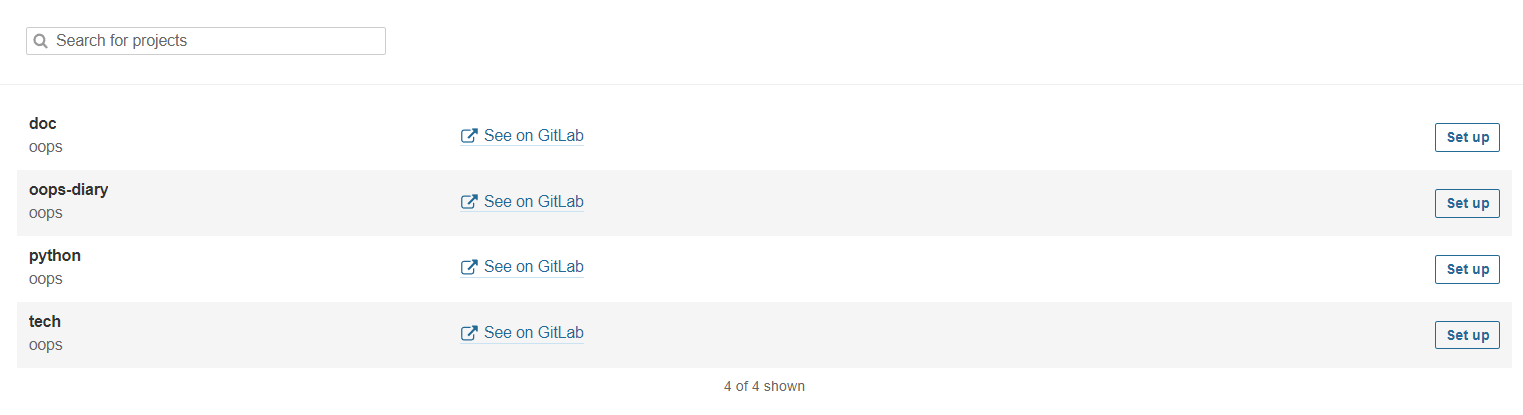 Search for projects
doc
oops
See on GitLab
Set up
oops-diary
oops
See on GitLab
Set up
python
oops
See on GitLab
Set up
tech
oops
See on GitLab
Set up
4 of 4 shown